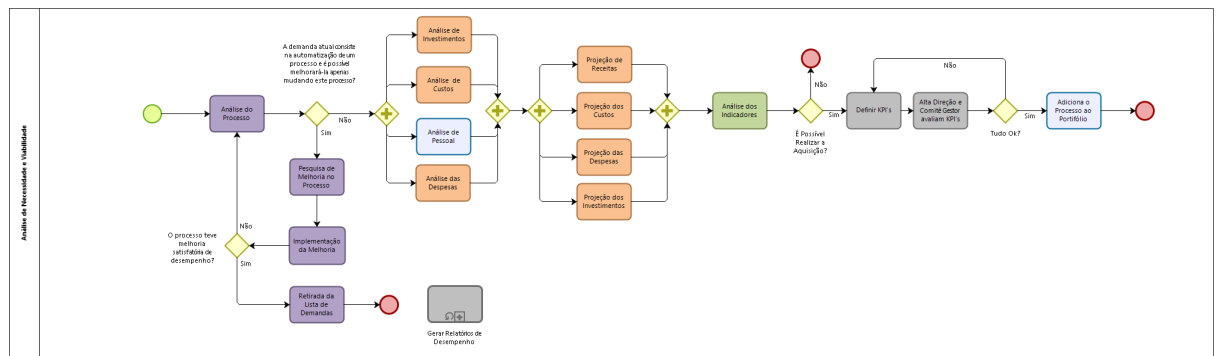 Análise de Necessidade e Viabilidade
Análise do
Processo
A demanda atual consiste
na automatização de um
processo e é possível
melhorará-la apenas
mudando este processo?
Não
Sim
Pesquisa de
Melhoria no
Processo
Implementação
da Melhoria
O processo teve
melhoria
satisfatória de
desempenho?
Não
Sim
Retirada da
Lista de
Demandas
Gerar Relatórios de
Desempenho
Análise de
Investimentos
Análise de
Custos
Análise de
Pessoal
Análise das
Despesas
Projeção de
Receitas
Projeção dos
Custos
Projeção das
Despesas
Projeção dos
Investimentos
Análise dos
Indicadores
Não
Sim
É Possível
Realizar a
Aquisição?
Definir KPI's
Alta Direção e
Comitê Gestor
avaliam KPI's
Não
Sim
Tudo Ok?
Adiciona o
Processo ao
Portifólio